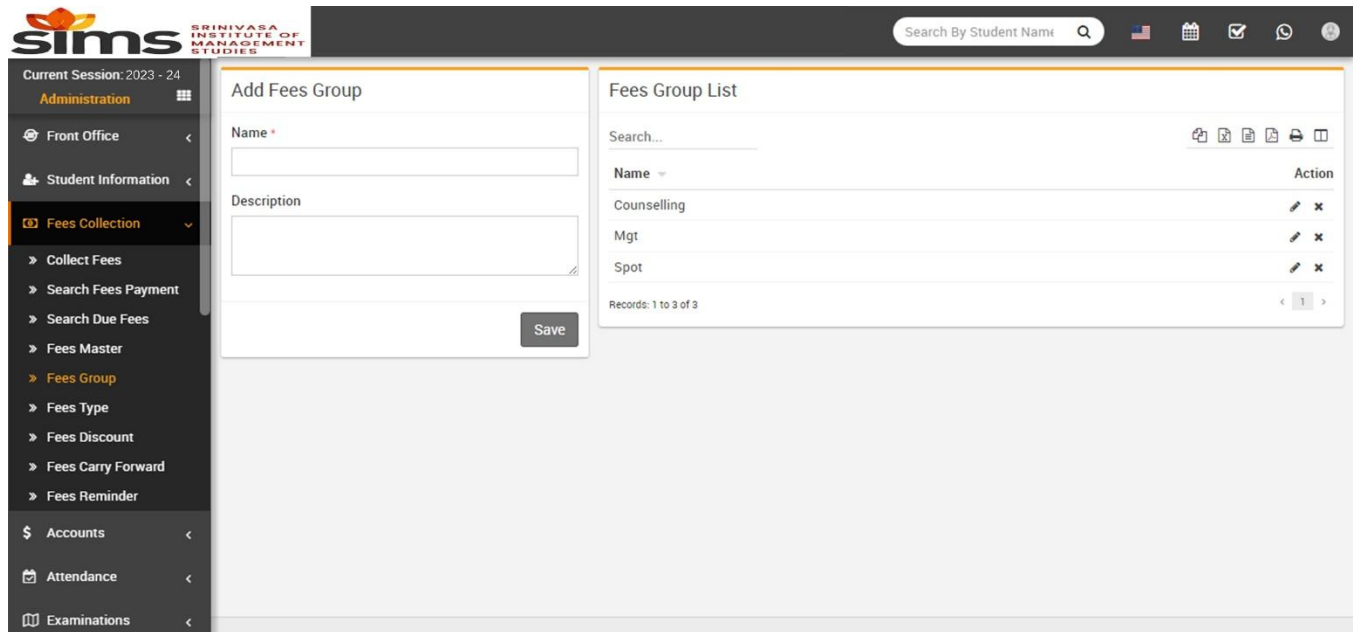 sims
SRINIVASA
INSTITUTE OF
MANAGEMENT
STUDIES
Search By Student Name
Current Session: 2023 - 24
Administration
Front Office
Student Information
Fees Collection
Collect Fees
Search Fees Payment
Search Due Fees
Fees Master
Fees Group
Fees Type
Fees Discount
Fees Carry Forward
Fees Reminder
$ Accounts
Attendance
Examinations
Add Fees Group
Name *
Description
Save
Fees Group List
Search...
Name Action
Counselling
Mgt
Spot
Records: 1 to 3 of 3
< 1 >